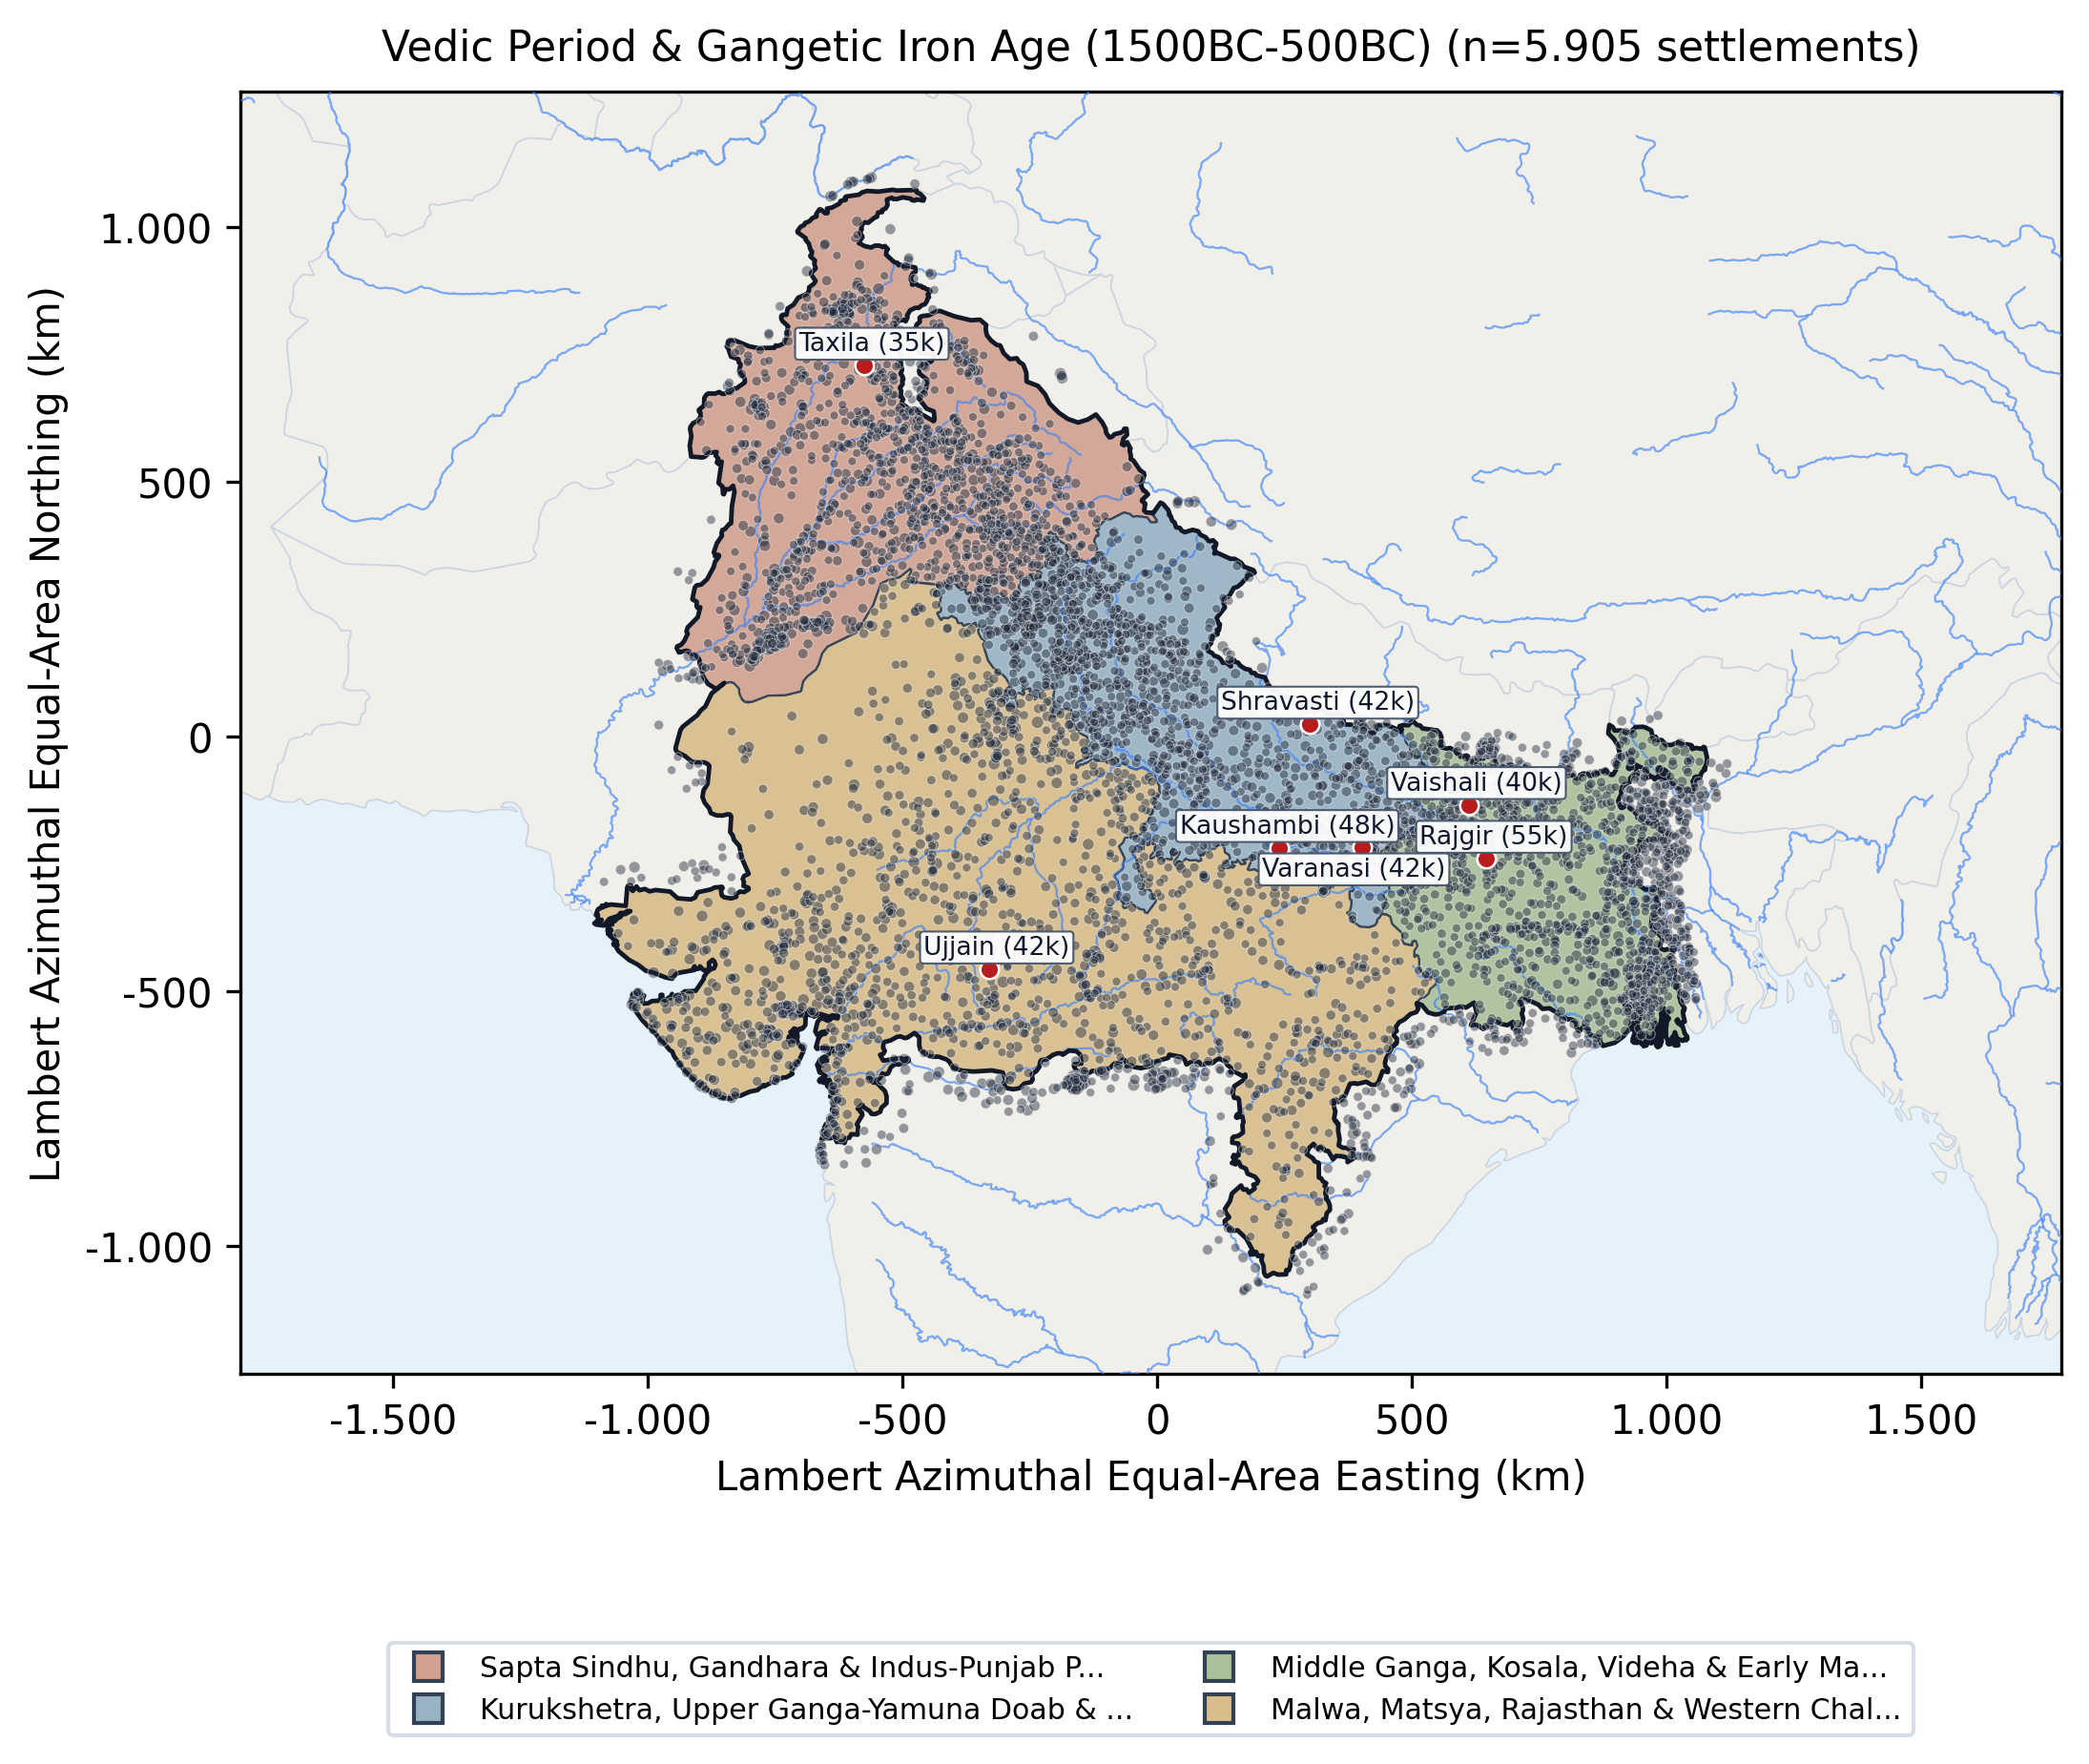 Vedic Period & Gangetic Iron Age (1500BC-500BC) (n=5.905 settlements)
Lambert Azimuthal Equal-Area Northing (km)
1.000
500
0
-500
-1.000
Taxila (35k)
Shravasti (42k)
Vaishali (40k)
Kaushambi (48k)
Rajgir (55k)
Varanasi (42k)
Ujjain (42k)
-1.500 -1.000 -500 0 500 1.000 1.500
Lambert Azimuthal Equal-Area Easting (km)
Sapta Sindhu, Gandhara & Indus-Punjab P...
Kurukshetra, Upper Ganga-Yamuna Doab & ...
Middle Ganga, Kosala, Videha & Early Ma...
Malwa, Matsya, Rajasthan & Western Chal...